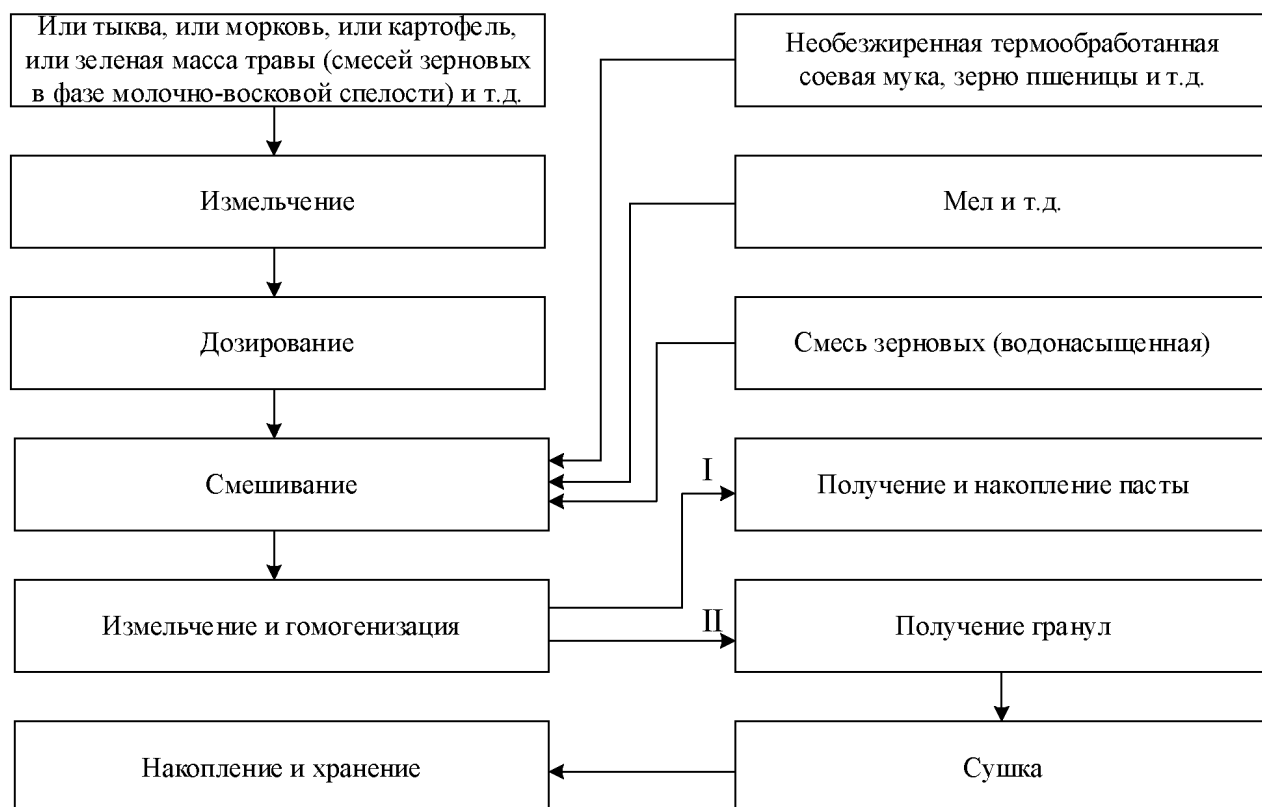 Или тыква, или морковь, или картофель,
или зеленая масса травы (смесей зерновых
в фазе молочно-восковой спелости) и т.д.
Необезжиренная термообработанная
соевая мука, зерно пшеницы и т.д.
Измельчение
Мел и т.д.
Дозирование
Смесь зерновых (водонасыщенная)
Смешивание
I
Получение и накопление пасты
Измельчение и гомогенизация
II
Получение гранул
Накопление и хранение
Сушка